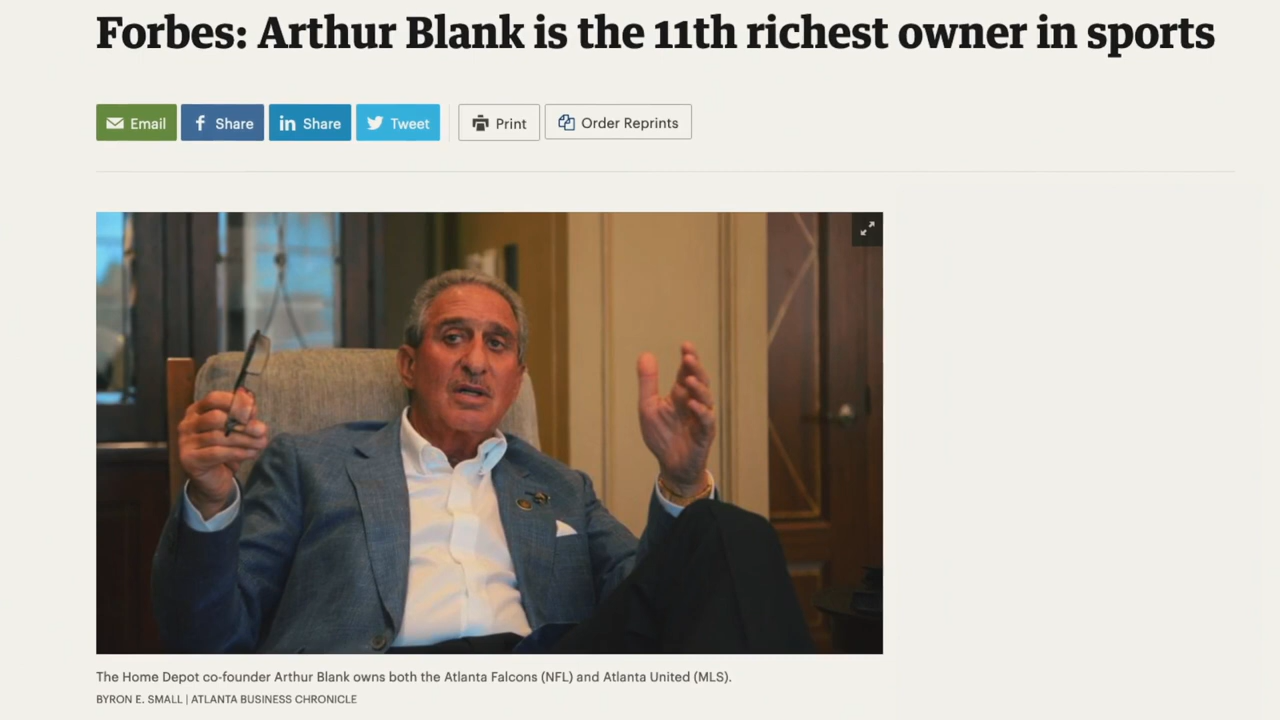 Forbes: Arthur Blank is the 11th richest owner in sports
Email Share Share Tweet Print Order Reprints
The Home Depot co-founder Arthur Blank owns both the Atlanta Falcons (NFL) and Atlanta United (MLS).
BYRON E. SMALL | ATLANTA BUSINESS CHRONICLE